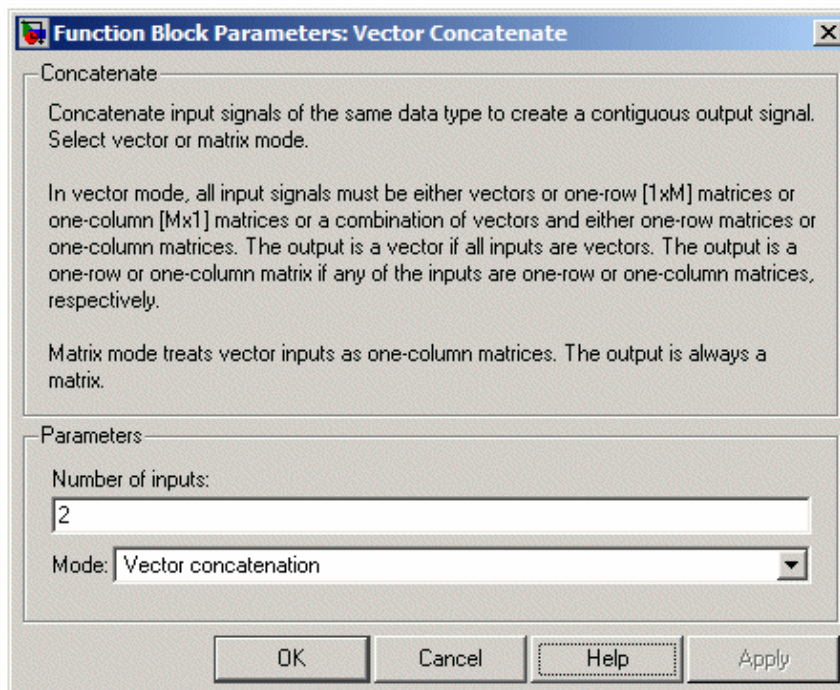 Function Block Parameters: Vector Concatenate
Concatenate
Concatenate input signals of the same data type to create a contiguous output signal.
Select vector or matrix mode.
In vector mode, all input signals must be either vectors or one-row [1xM] matrices or
one-column [Mx1] matrices or a combination of vectors and either one-row matrices or
one-column matrices. The output is a vector if all inputs are vectors. The output is a
one-row or one-column matrix if any of the inputs are one-row or one-column matrices,
respectively.
Matrix mode treats vector inputs as one-column matrices. The output is always a
matrix.
Parameters
Number of inputs:
2
Mode: Vector concatenation
OK Cancel Help Apply